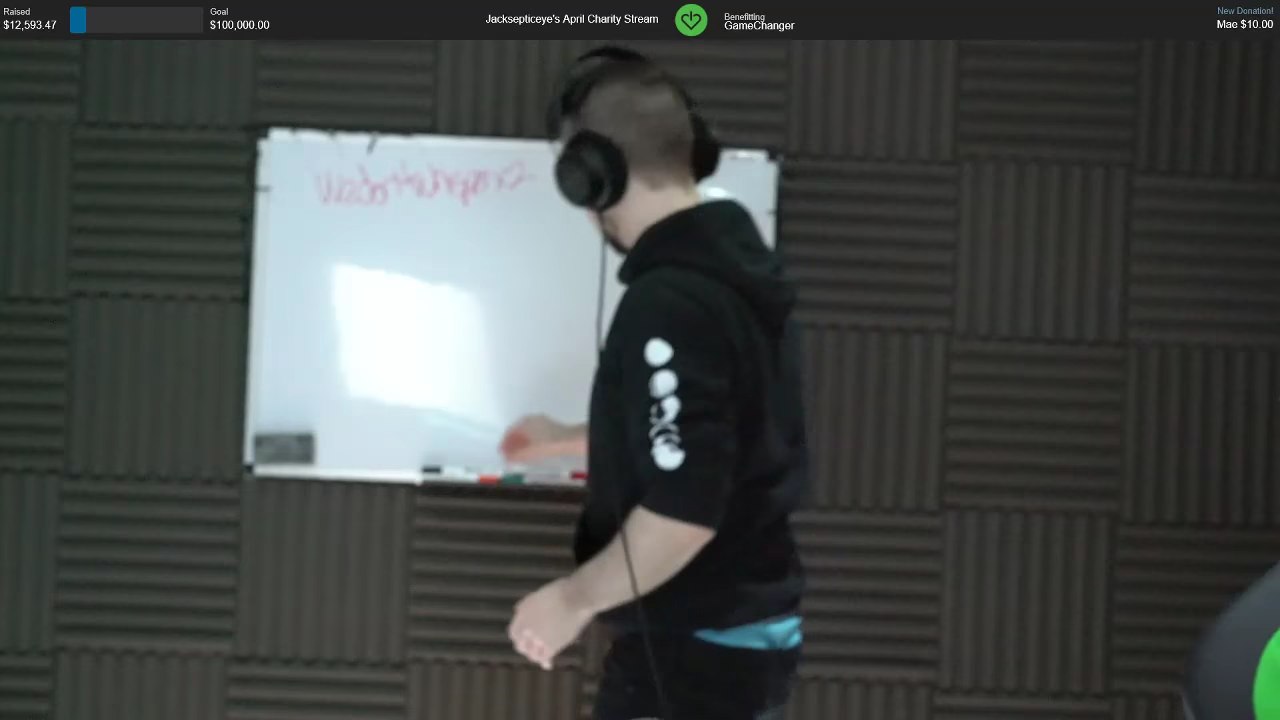 Raised
$12,593.47
Goal
$100,000.00
Jacksepticeye's April Charity Stream
Benefitting
GameChanger
New Donation!
Mae $10.00